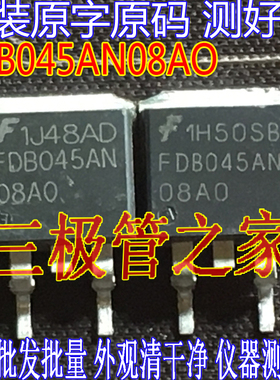 装原字原码 测好
B045AN08AO
1J48AD
FDB045AN
08A0
1H50SB
FDB045AN
08A0
三极管之家
批发批量 外观清干净 仪器测